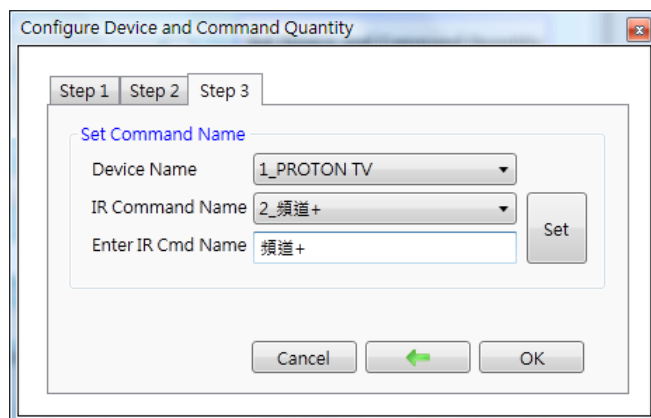 Configure Device and Command Quantity
Step 1 Step 2 Step 3
Set Command Name
Device Name 1_PROTON TV
IR Command Name 2_頻道+
Enter IR Cmd Name 頻道+
Set
Cancel OK